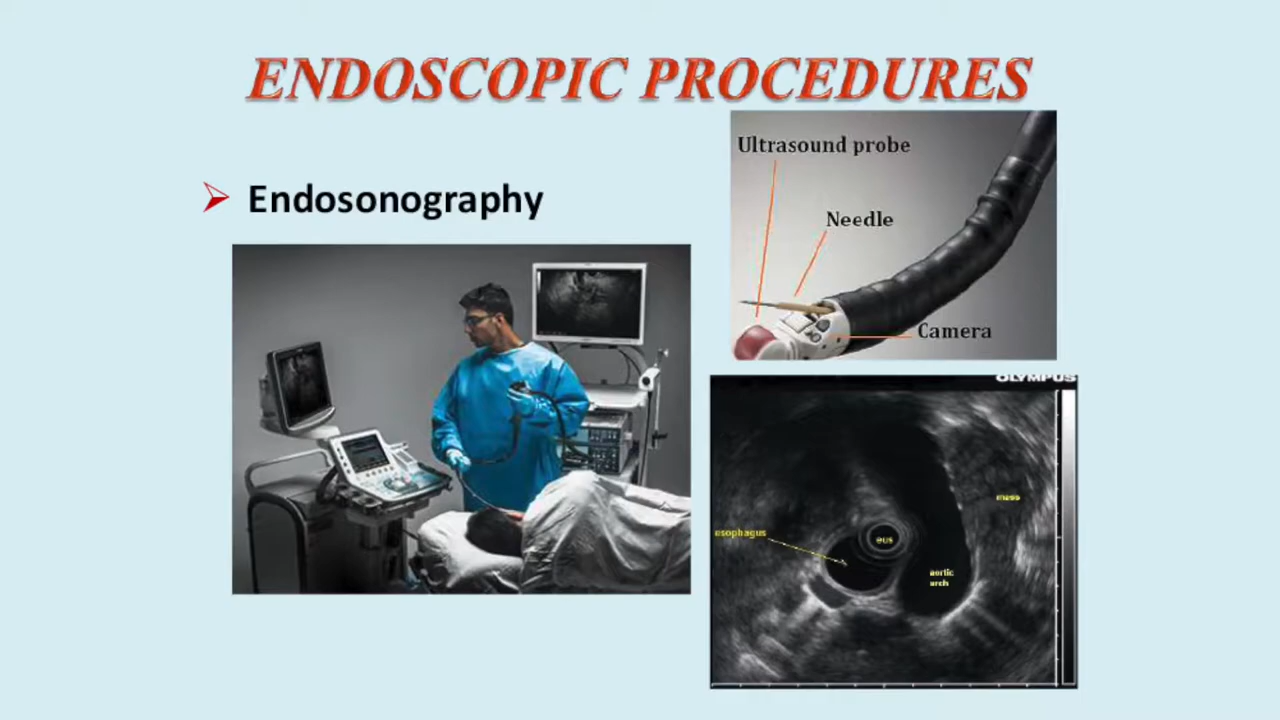 ENDOSCOPIC PROCEDURES
Endosonography
Ultrasound probe
Needle
Camera
OLYMPUS
mass
esophagus
eus
aortic
arch